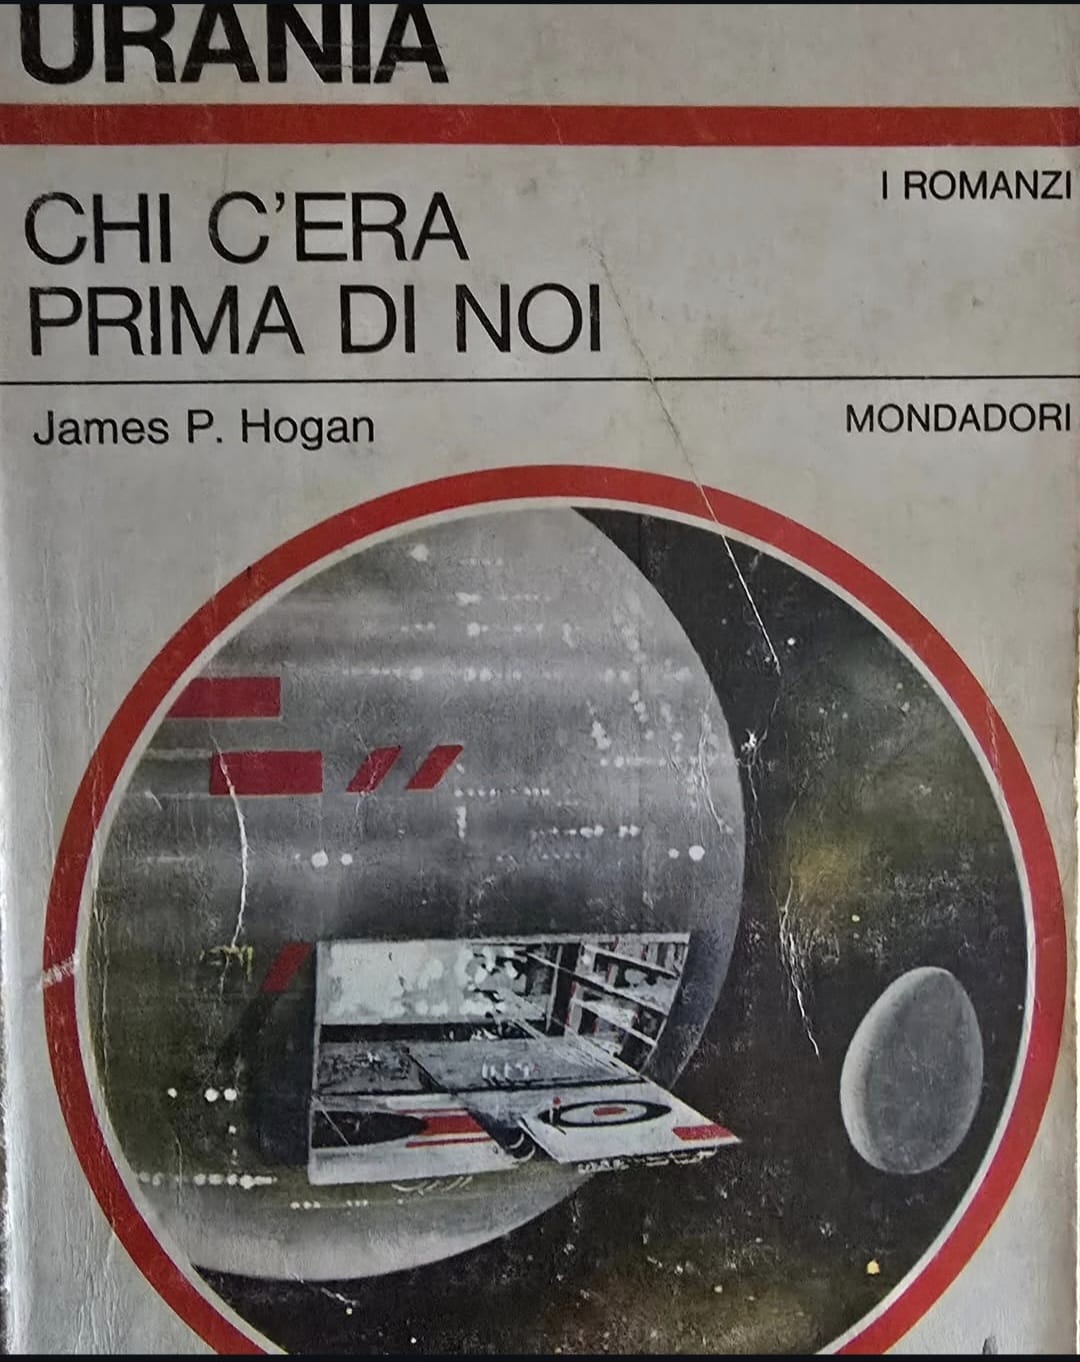 URANIA
I ROMANZI
CHI C'ERA
PRIMA DI NOI
James P. Hogan
MONDADORI